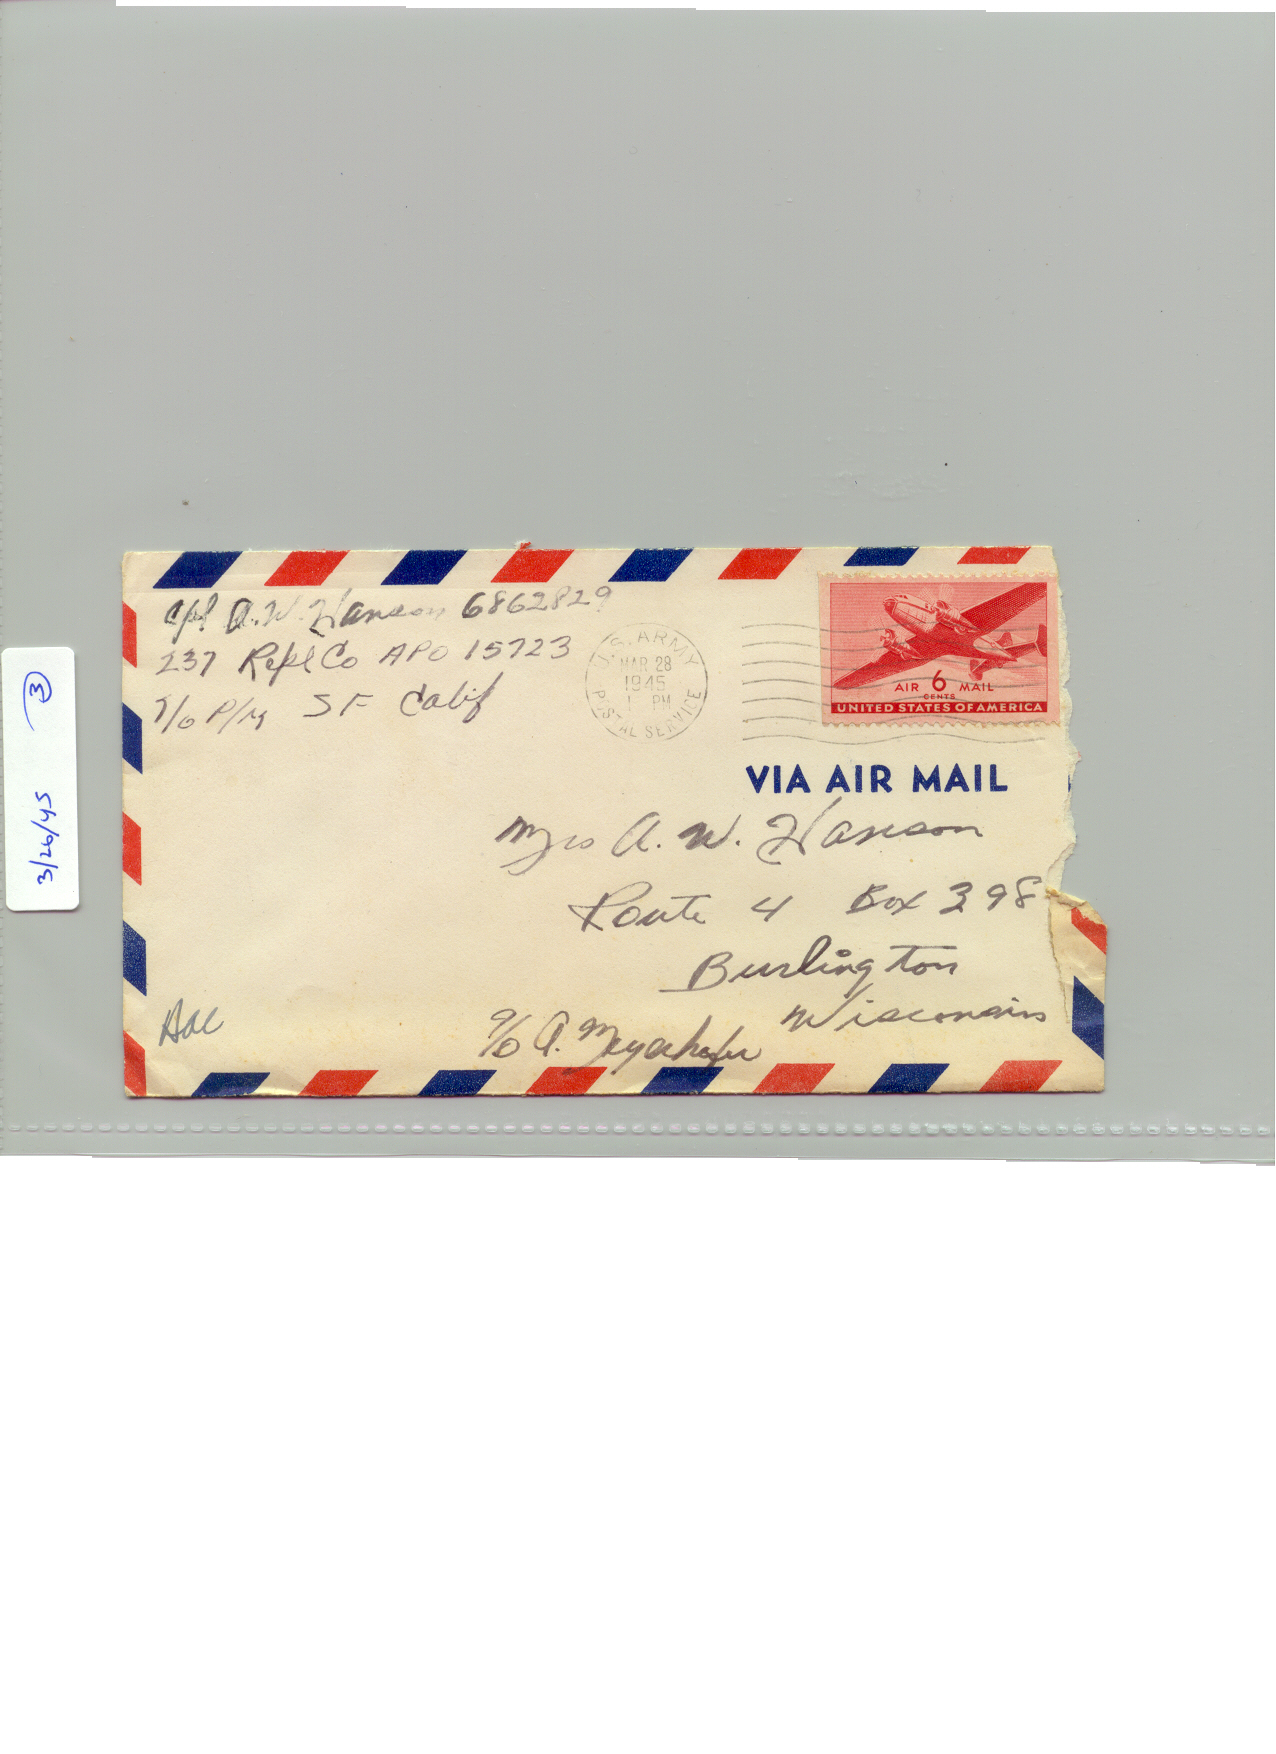 Cpl A.W. Hanson 6862829
237 Repl Co APO 15723
c/o P/M SF Calif
U.S. ARMY
MAR 28
1945
1 PM
POSTAL SERVICE
AIR 6 MAIL
CENTS
UNITED STATES OF AMERICA
VIA AIR MAIL
Mrs A. W. Hanson
Route 4 Box 398
Burlington
Wisconsin
c/o A. Meyerhofer
3/26/45 3